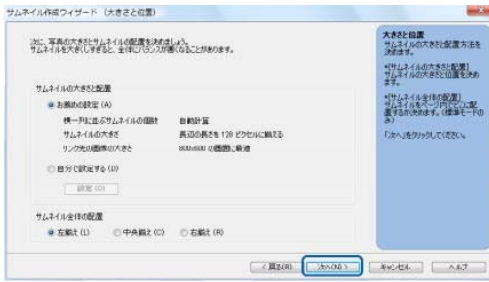 サムネイル作成ウィザード (大きさと位置)
次に、写真の大きさとサムネイルの配置を決めましょう。
サムネイルを大きくしすぎると、全体にバランスが悪くなることがあります。
サムネイルの大きさと配置
お薦めの設定 (A)
横一列に並ぶサムネイルの個数 自動計算
サムネイルの大きさ 長辺の長さを 128 ピクセルに揃える
リンク先の画像の大きさ 800x600 の画面に最適
自分で設定する (U)
設定 (O)
サムネイル全体の配置
左揃え (L) 中央揃え (C) 右揃え (R)
< 戻る(B) 次へ(N) > キャンセル ヘルプ
大きさと位置
サムネイルの大きさと配置方法を
決めます。
•[サムネイルの大きさと配置]
サムネイルの大きさと位置を決め
ます。
•[サムネイル全体の配置]
サムネイルをページ内でどこに配
置するか決めます。(標準モードの
み)
「次へ」をクリックしてください。